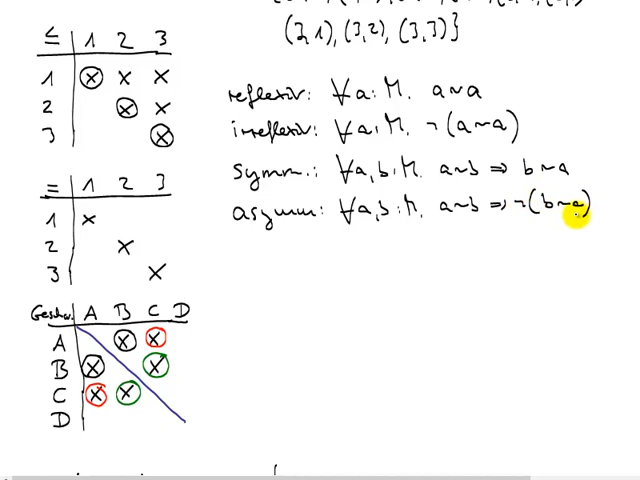 (3,1), (3,2), (3,3)}
≤ 1 2 3
1 x x x
2 x x
3 x
reflexiv: ∀a:M. a~a
irreflexiv: ∀a:M. ¬(a~a)
symm.: ∀a,b:M. a~b ⇒ b~a
asymm: ∀a,b:M. a~b ⇒ ¬(b~a)
= 1 2 3
1 x
2 x
3 x
Geschw. A B C D
A x x
B x x
C x x
D